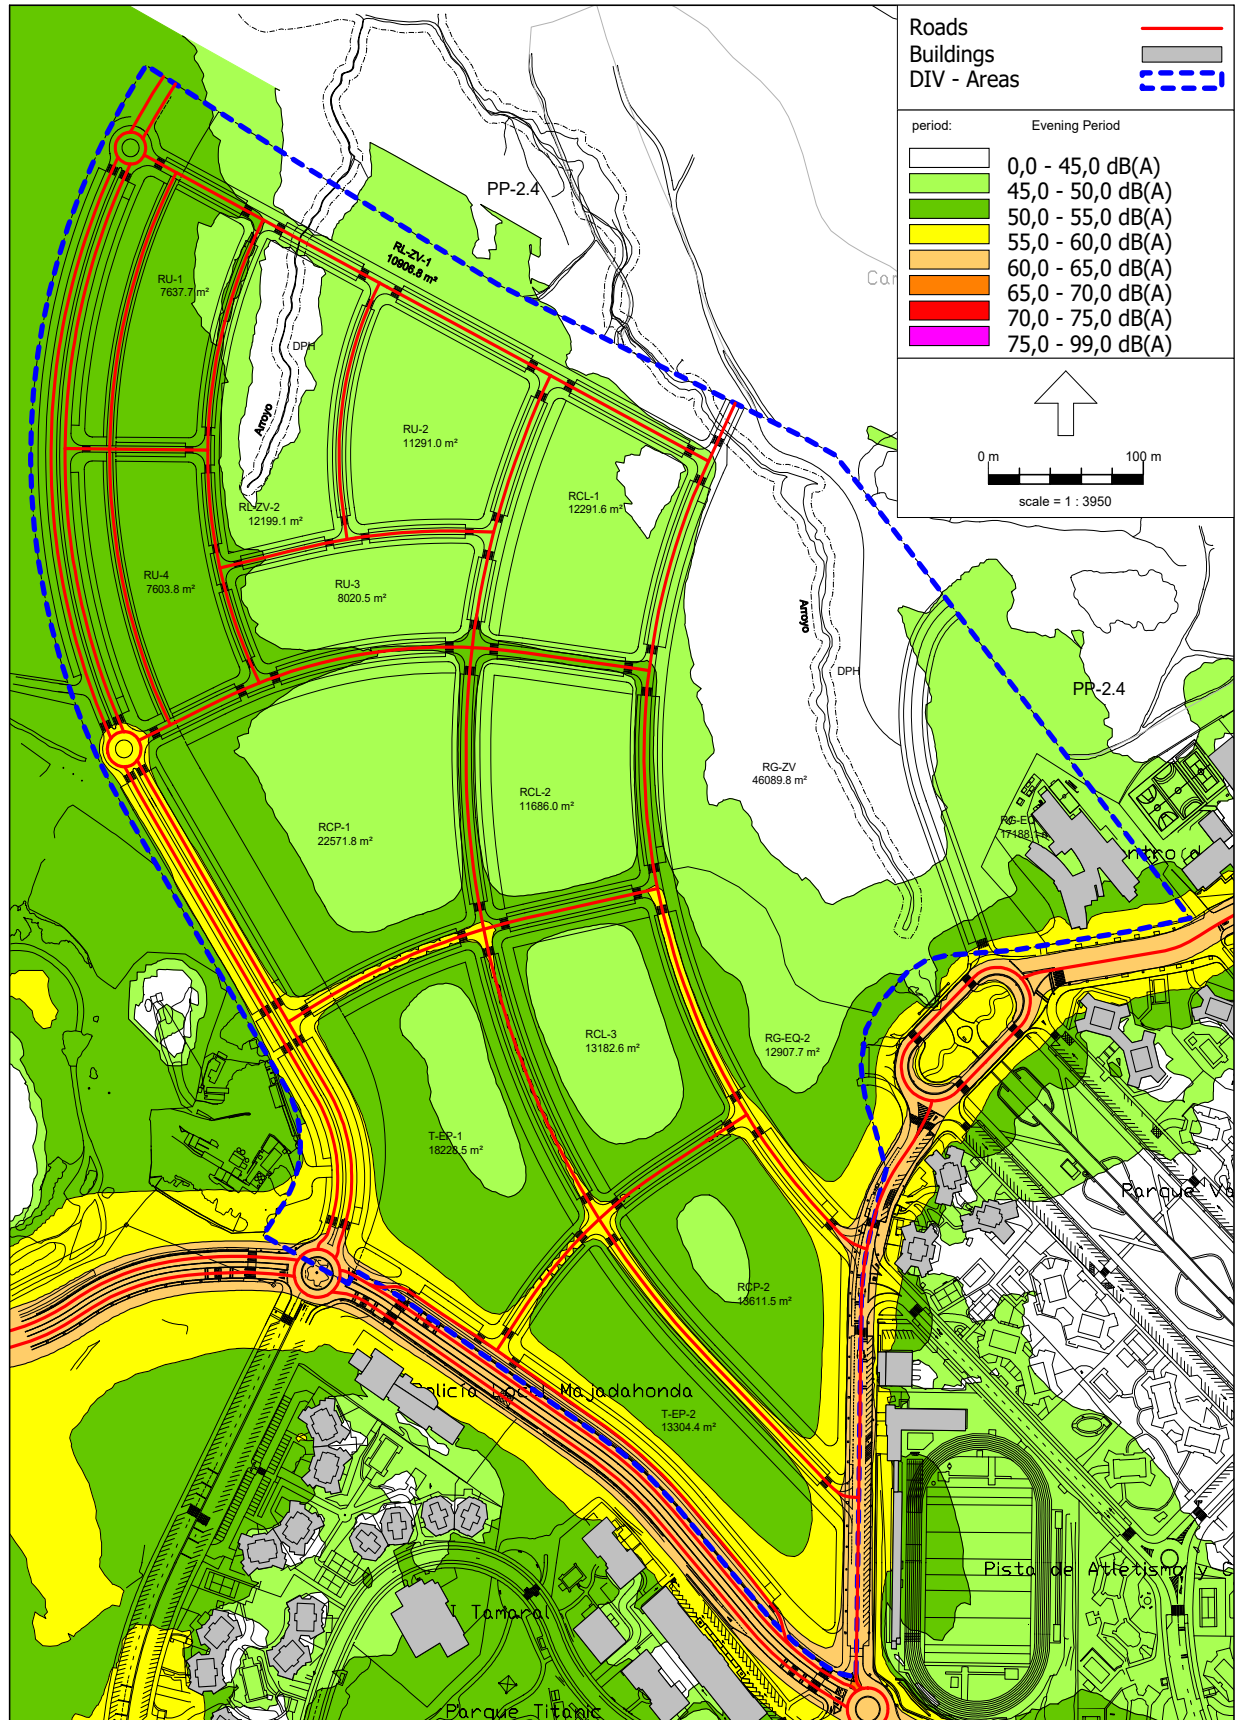 Roads
Buildings
DIV - Areas
period:
Evening Period
0,0 - 45,0 dB(A)
45,0 - 50,0 dB(A)
50,0 - 55,0 dB(A)
55,0 - 60,0 dB(A)
60,0 - 65,0 dB(A)
65,0 - 70,0 dB(A)
70,0 - 75,0 dB(A)
75,0 - 99,0 dB(A)
0 m
100 m
scale = 1 : 3950
PP-2.4
RL-ZV-1
10906.8 m²
RU-1
7637.7 m²
DPH
Arroyo
RU-2
11291.0 m²
RCL-1
12291.6 m²
RL-ZV-2
12199.1 m²
RU-4
7603.8 m²
RU-3
8020.5 m²
Arroyo
DPH
PP-2.4
RG-ZV
46089.8 m²
RCL-2
11686.0 m²
RCP-1
22571.8 m²
RCL-3
13182.6 m²
RG-EQ-2
12907.7 m²
T-EP-1
18228.5 m²
Parque
RCP-2
13611.5 m²
Policía Local Majadahonda
T-EP-2
13304.4 m²
Pista de Atletismo y
Tamaral
Parque Titanic